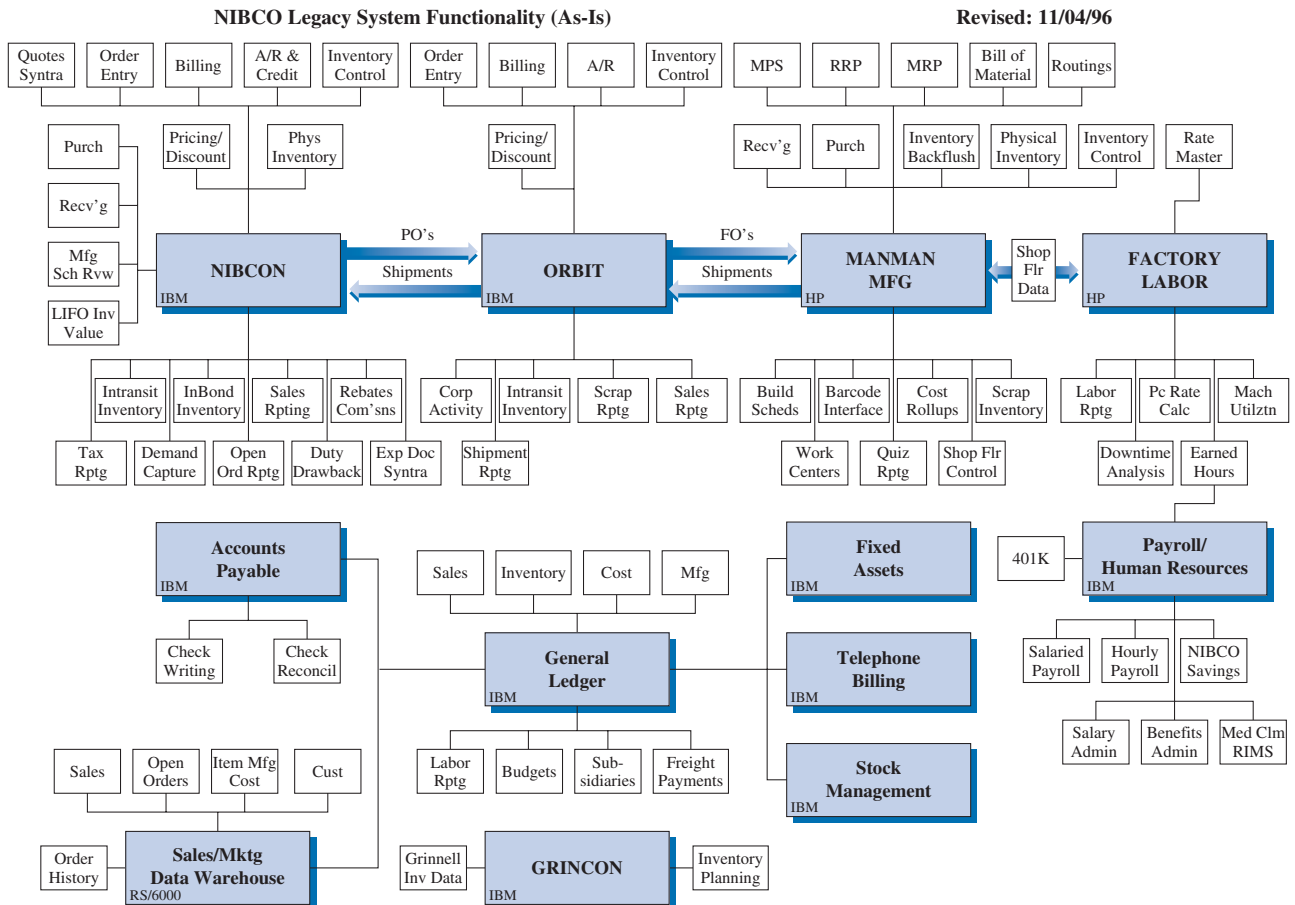 NIBCO Legacy System Functionality (As-Is)
Revised: 11/04/96
Quotes
Syntra
Order
Entry
Billing
A/R &
Credit
Inventory
Control
Order
Entry
Billing
A/R
Inventory
Control
MPS
RRP
MRP
Bill of
Material
Routings
Purch
Pricing/
Discount
Phys
Inventory
Pricing/
Discount
Recv'g
Purch
Inventory
Backflush
Physical
Inventory
Inventory
Control
Rate
Master
Recv'g
Mfg
Sch Rvw
LIFO Inv
Value
NIBCON
IBM
PO's
Shipments
ORBIT
IBM
FO's
Shipments
MANMAN
MFG
HP
Shop
Flr
Data
FACTORY
LABOR
HP
Intransit
Inventory
InBond
Inventory
Sales
Rpting
Rebates
Com'sns
Corp
Activity
Intransit
Inventory
Scrap
Rptg
Sales
Rptg
Build
Scheds
Barcode
Interface
Cost
Rollups
Scrap
Inventory
Labor
Rptg
Pc Rate
Calc
Mach
Utilztn
Tax
Rptg
Demand
Capture
Open
Ord Rptg
Duty
Drawback
Exp Doc
Syntra
Shipment
Rptg
Work
Centers
Quiz
Rptg
Shop Flr
Control
Downtime
Analysis
Earned
Hours
Accounts
Payable
IBM
Check
Writing
Check
Reconcil
Sales
Inventory
Cost
Mfg
General
Ledger
IBM
Labor
Rptg
Budgets
Sub-
sidiaries
Freight
Payments
Fixed
Assets
IBM
Telephone
Billing
IBM
Stock
Management
IBM
401K
Payroll/
Human Resources
IBM
Salaried
Payroll
Hourly
Payroll
NIBCO
Savings
Salary
Admin
Benefits
Admin
Med Clm
RIMS
Sales
Open
Orders
Item Mfg
Cost
Cust
Order
History
Sales/Mktg
Data Warehouse
RS/6000
Grinnell
Inv Data
GRINCON
IBM
Inventory
Planning